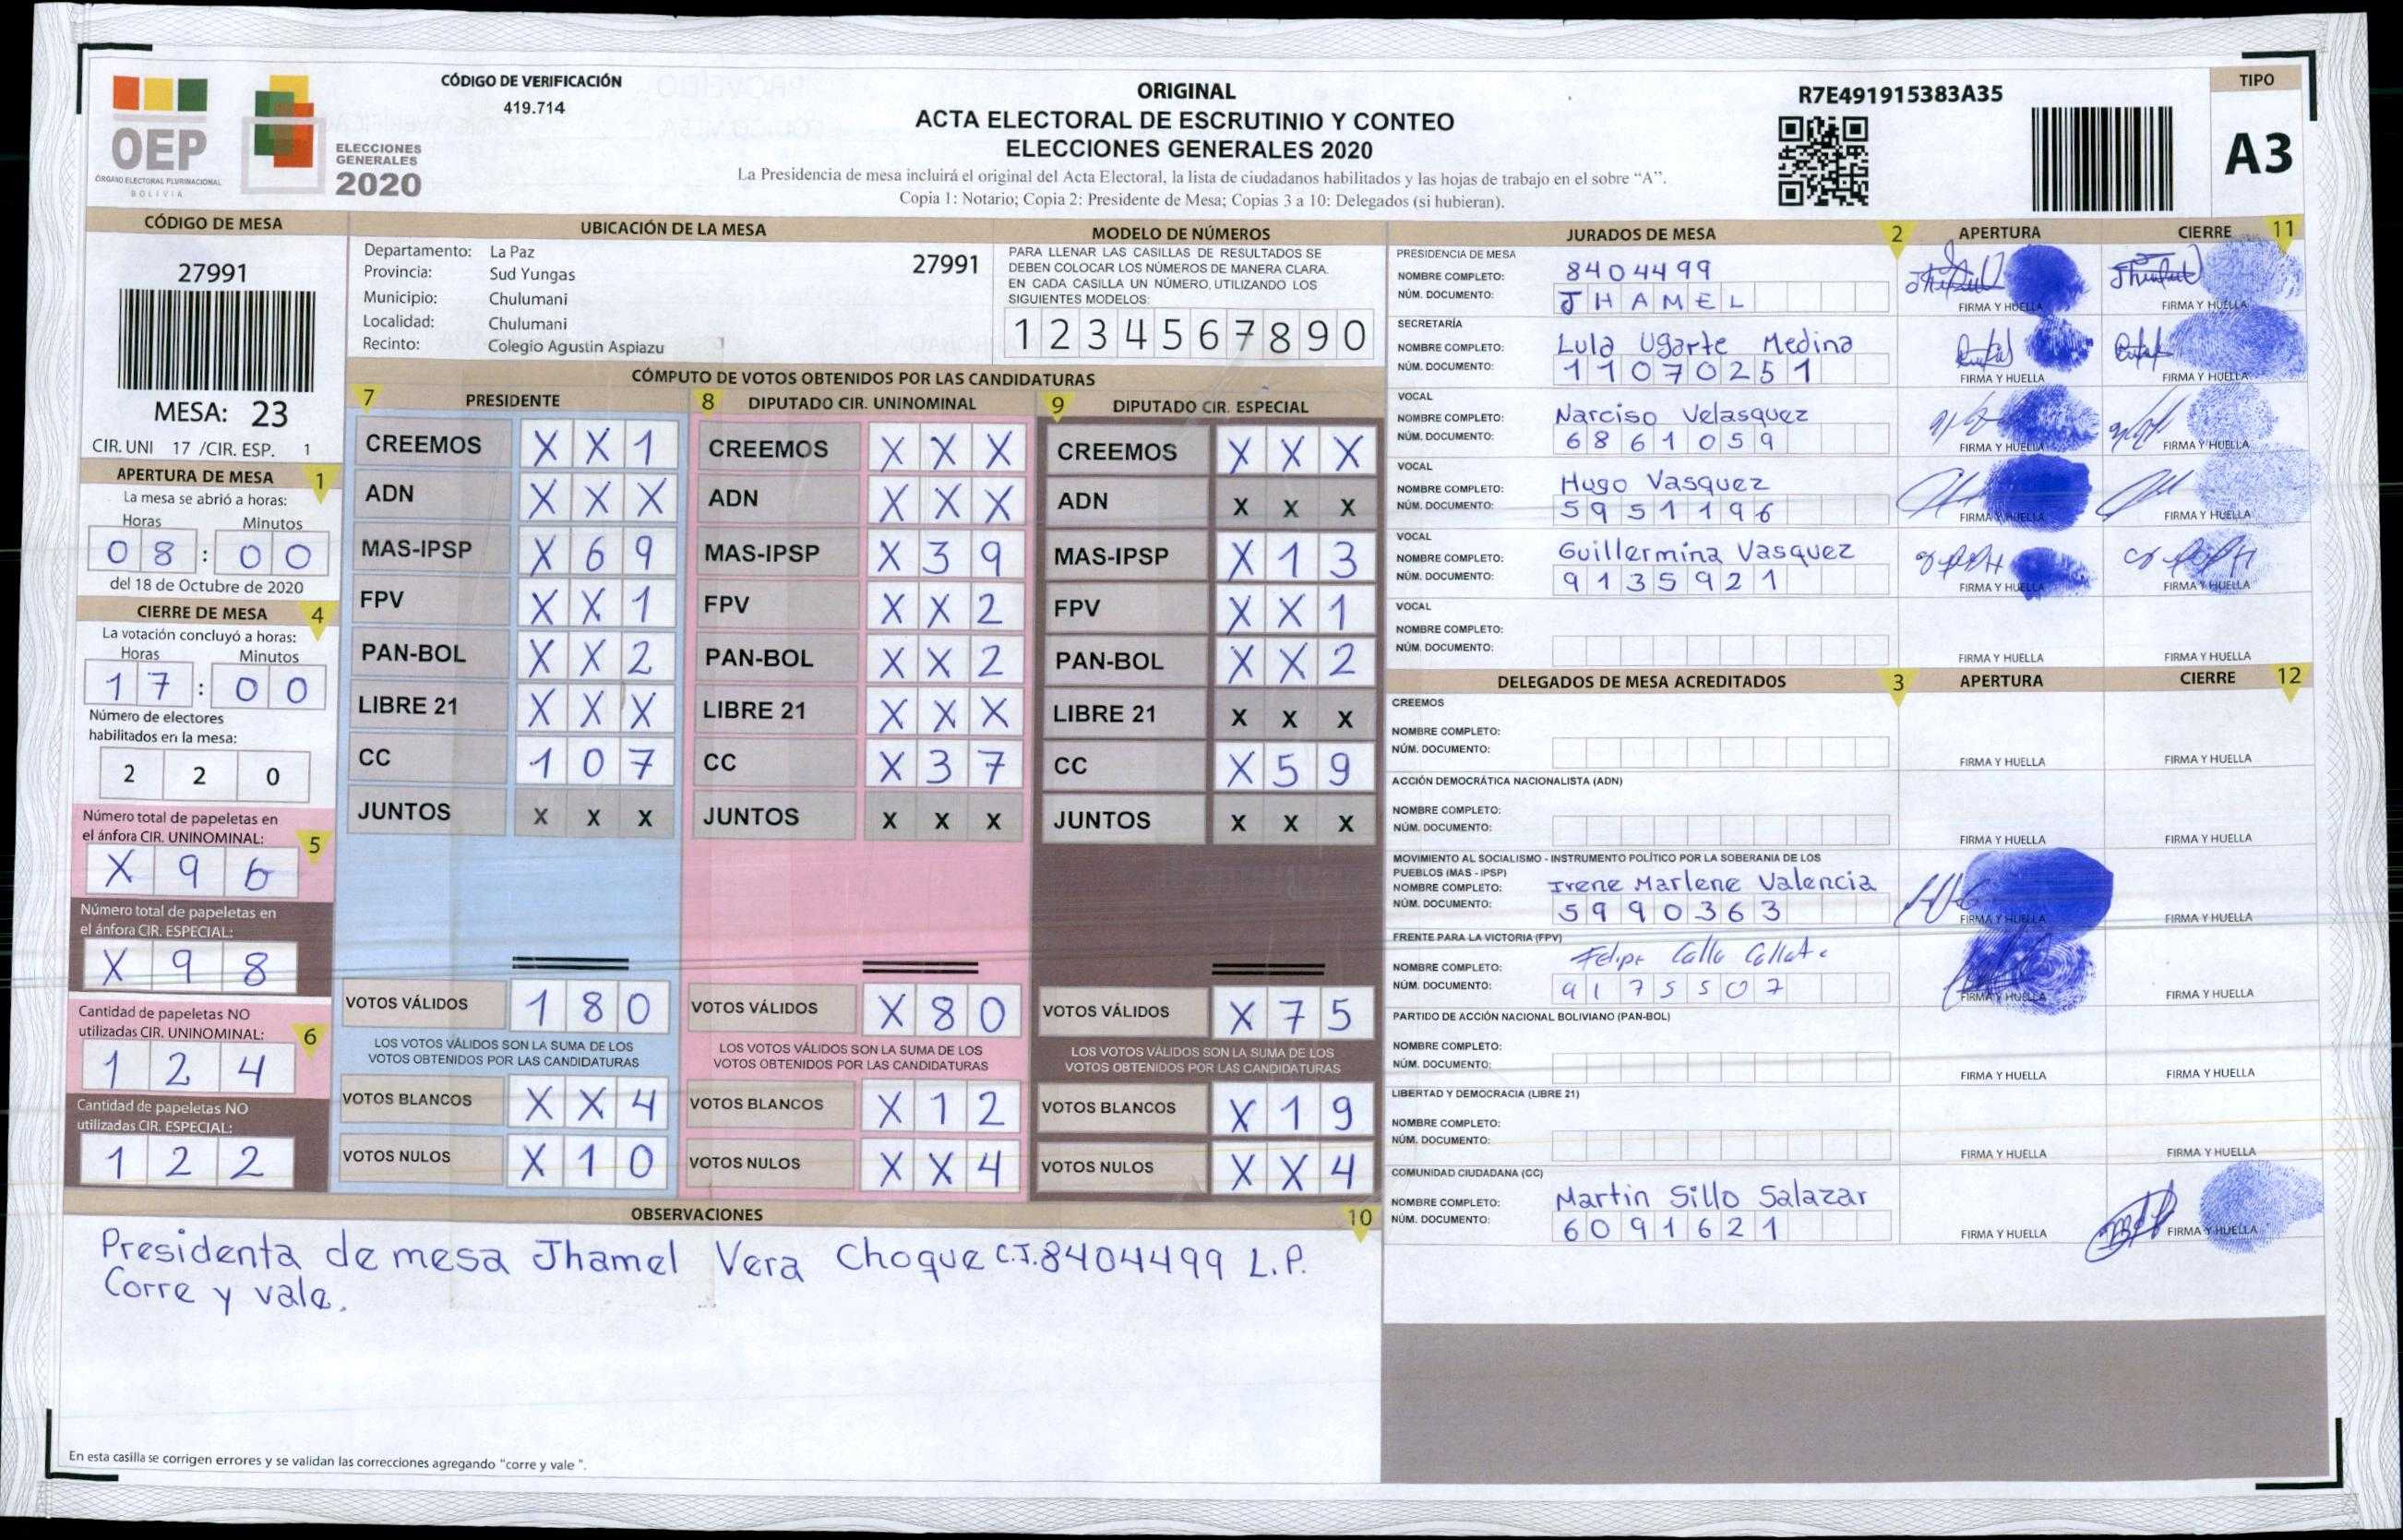 OEP
ÓRGANO ELECTORAL PLURINACIONAL
BOLIVIA
ELECCIONES
GENERALES
2020
CÓDIGO DE VERIFICACIÓN
419.714
ORIGINAL
ACTA ELECTORAL DE ESCRUTINIO Y CONTEO
ELECCIONES GENERALES 2020
La Presidencia de mesa incluirá el original del Acta Electoral, la lista de ciudadanos habilitados y las hojas de trabajo en el sobre “A”.
Copia 1: Notario; Copia 2: Presidente de Mesa; Copias 3 a 10: Delegados (si hubieran).
R7E491915383A35
TIPO
A3
CÓDIGO DE MESA
27991
MESA: 23
CIR. UNI 17 /CIR. ESP. 1
APERTURA DE MESA 1
La mesa se abrió a horas:
Horas Minutos
0 8 : 0 0
del 18 de Octubre de 2020
CIERRE DE MESA 4
La votación concluyó a horas:
Horas Minutos
1 7 : 0 0
Número de electores
habilitados en la mesa:
2 2 0
Número total de papeletas en
el ánfora CIR. UNINOMINAL: 5
X 9 6
Número total de papeletas en
el ánfora CIR. ESPECIAL:
X 9 8
Cantidad de papeletas NO
utilizadas CIR. UNINOMINAL: 6
1 2 4
Cantidad de papeletas NO
utilizadas CIR. ESPECIAL:
1 2 2
UBICACIÓN DE LA MESA
Departamento: La Paz 27991
Provincia: Sud Yungas
Municipio: Chulumani
Localidad: Chulumani
Recinto: Colegio Agustin Aspiazu
MODELO DE NÚMEROS
PARA LLENAR LAS CASILLAS DE RESULTADOS SE
DEBEN COLOCAR LOS NÚMEROS DE MANERA CLARA.
EN CADA CASILLA UN NÚMERO, UTILIZANDO LOS
SIGUIENTES MODELOS:
1 2 3 4 5 6 7 8 9 0
CÓMPUTO DE VOTOS OBTENIDOS POR LAS CANDIDATURAS
7 PRESIDENTE 8 DIPUTADO CIR. UNINOMINAL 9 DIPUTADO CIR. ESPECIAL
CREEMOS X X 1 CREEMOS X X X CREEMOS X X X
ADN X X X ADN X X X ADN X X X
MAS-IPSP X 6 9 MAS-IPSP X 3 9 MAS-IPSP X 1 3
FPV X X 1 FPV X X 2 FPV X X 1
PAN-BOL X X 2 PAN-BOL X X 2 PAN-BOL X X 2
LIBRE 21 X X X LIBRE 21 X X X LIBRE 21 X X X
CC 1 0 7 CC X 3 7 CC X 5 9
JUNTOS X X X JUNTOS X X X JUNTOS X X X
VOTOS VÁLIDOS 1 8 0 VOTOS VÁLIDOS X 8 0 VOTOS VÁLIDOS X 7 5
LOS VOTOS VÁLIDOS SON LA SUMA DE LOS LOS VOTOS VÁLIDOS SON LA SUMA DE LOS LOS VOTOS VÁLIDOS SON LA SUMA DE LOS
VOTOS OBTENIDOS POR LAS CANDIDATURAS VOTOS OBTENIDOS POR LAS CANDIDATURAS VOTOS OBTENIDOS POR LAS CANDIDATURAS
VOTOS BLANCOS X X 4 VOTOS BLANCOS X 1 2 VOTOS BLANCOS X 1 9
VOTOS NULOS X 1 0 VOTOS NULOS X X 4 VOTOS NULOS X X 4
OBSERVACIONES 10
Presidenta de mesa Jhamel Vera Choque C.I. 8404499 L.P.
Corre y vale.
En esta casilla se corrigen errores y se validan las correcciones agregando "corre y vale ".
JURADOS DE MESA 2 APERTURA CIERRE 11
PRESIDENCIA DE MESA
NOMBRE COMPLETO: 8404499
NÚM. DOCUMENTO: J H A M E L
FIRMA Y HUELLA FIRMA Y HUELLA
SECRETARÍA
NOMBRE COMPLETO: Lula Ugarte Medina
NÚM. DOCUMENTO: 1 1 0 7 0 2 5 1
FIRMA Y HUELLA FIRMA Y HUELLA
VOCAL
NOMBRE COMPLETO: Narciso Velasquez
NÚM. DOCUMENTO: 6 8 6 1 0 5 9
FIRMA Y HUELLA FIRMA Y HUELLA
VOCAL
NOMBRE COMPLETO: Hugo Vasquez
NÚM. DOCUMENTO: 5 9 5 1 1 9 6
FIRMA Y HUELLA FIRMA Y HUELLA
VOCAL
NOMBRE COMPLETO: Guillermina Vasquez
NÚM. DOCUMENTO: 9 1 3 5 9 2 1
FIRMA Y HUELLA FIRMA Y HUELLA
VOCAL
NOMBRE COMPLETO:
NÚM. DOCUMENTO:
FIRMA Y HUELLA FIRMA Y HUELLA
DELEGADOS DE MESA ACREDITADOS 3 APERTURA CIERRE 12
CREEMOS
NOMBRE COMPLETO:
NÚM. DOCUMENTO:
FIRMA Y HUELLA FIRMA Y HUELLA
ACCIÓN DEMOCRÁTICA NACIONALISTA (ADN)
NOMBRE COMPLETO:
NÚM. DOCUMENTO:
FIRMA Y HUELLA FIRMA Y HUELLA
MOVIMIENTO AL SOCIALISMO - INSTRUMENTO POLÍTICO POR LA SOBERANIA DE LOS
PUEBLOS (MAS - IPSP)
NOMBRE COMPLETO: Irene Marlene Valencia
NÚM. DOCUMENTO: 5 9 9 0 3 6 3
FIRMA Y HUELLA FIRMA Y HUELLA
FRENTE PARA LA VICTORIA (FPV)
NOMBRE COMPLETO: Felipe
NÚM. DOCUMENTO: 9 1 7 5 5 0 7
FIRMA Y HUELLA FIRMA Y HUELLA
PARTIDO DE ACCIÓN NACIONAL BOLIVIANO (PAN-BOL)
NOMBRE COMPLETO:
NÚM. DOCUMENTO:
FIRMA Y HUELLA FIRMA Y HUELLA
LIBERTAD Y DEMOCRACIA (LIBRE 21)
NOMBRE COMPLETO:
NÚM. DOCUMENTO:
FIRMA Y HUELLA FIRMA Y HUELLA
COMUNIDAD CIUDADANA (CC)
NOMBRE COMPLETO: Martin Sillo Salazar
NÚM. DOCUMENTO: 6 0 9 1 6 2 1
FIRMA Y HUELLA FIRMA Y HUELLA